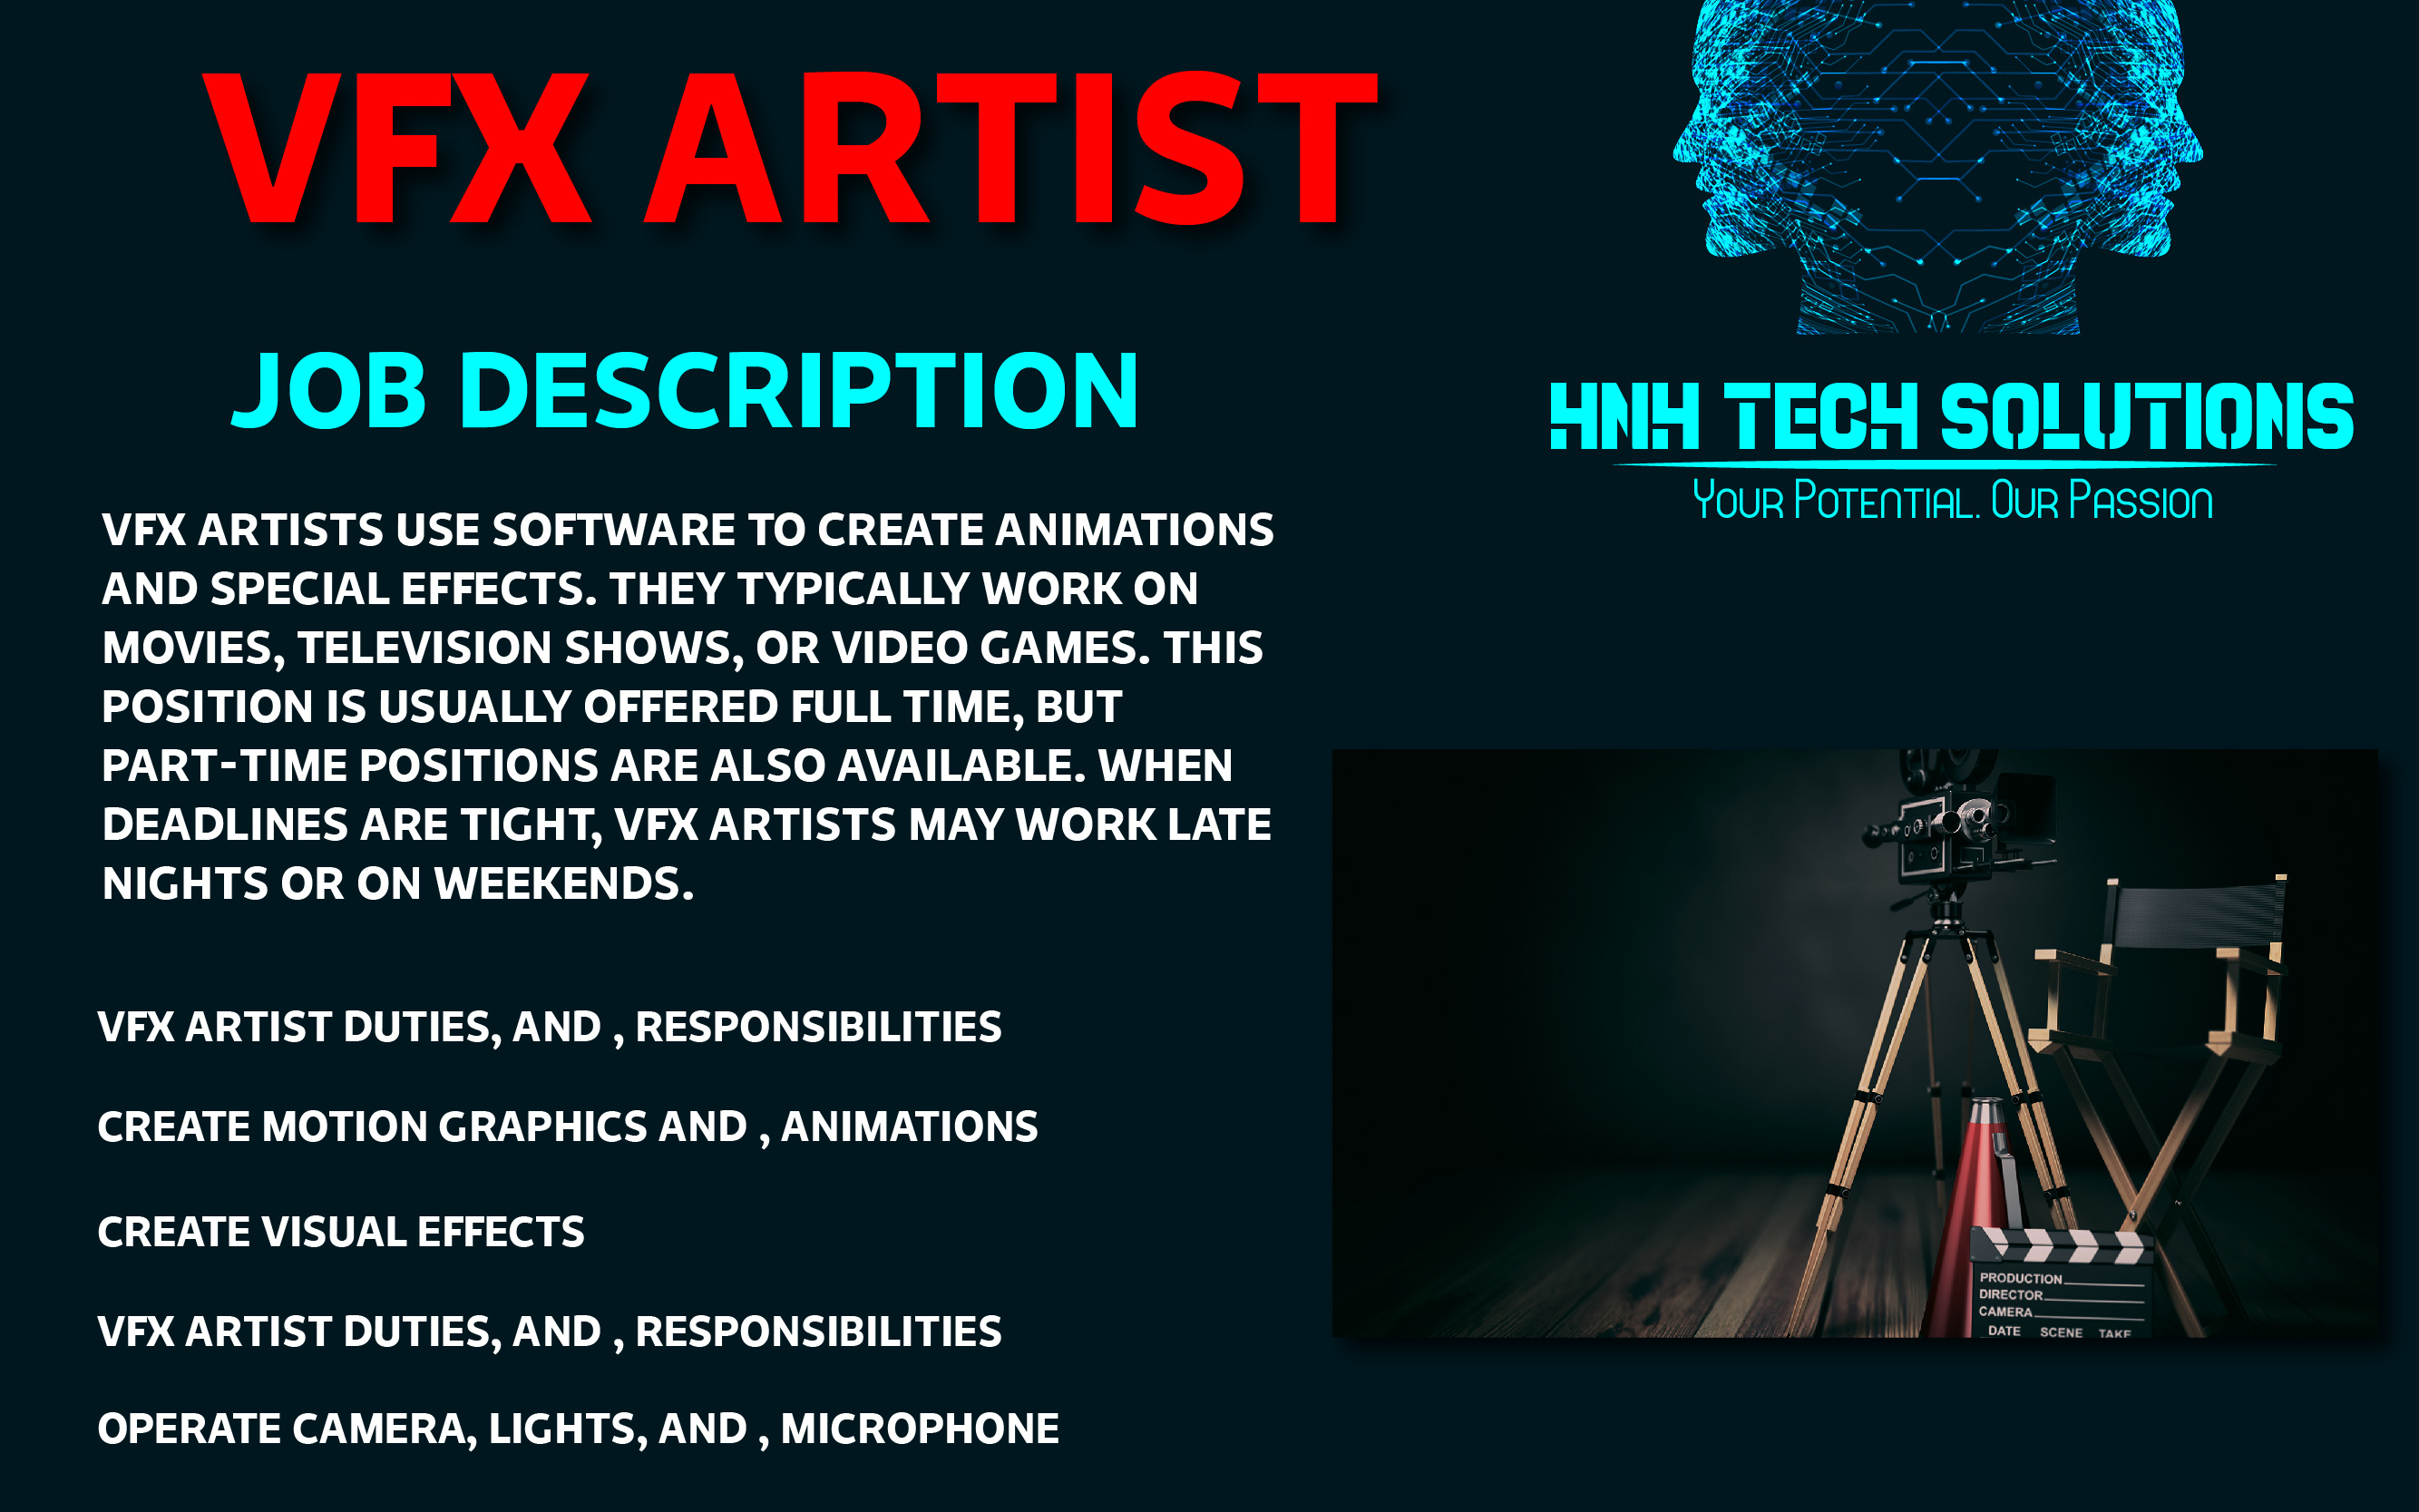 VFX ARTIST
JOB DESCRIPTION
VFX ARTISTS USE SOFTWARE TO CREATE ANIMATIONS
AND SPECIAL EFFECTS. THEY TYPICALLY WORK ON
MOVIES, TELEVISION SHOWS, OR VIDEO GAMES. THIS
POSITION IS USUALLY OFFERED FULL TIME, BUT
PART-TIME POSITIONS ARE ALSO AVAILABLE. WHEN
DEADLINES ARE TIGHT, VFX ARTISTS MAY WORK LATE
NIGHTS OR ON WEEKENDS.
VFX ARTIST DUTIES, AND , RESPONSIBILITIES
CREATE MOTION GRAPHICS AND , ANIMATIONS
CREATE VISUAL EFFECTS
VFX ARTIST DUTIES, AND , RESPONSIBILITIES
OPERATE CAMERA, LIGHTS, AND , MICROPHONE
HNH TECH SOLUTIONS
Your Potential. Our Passion
PRODUCTION
DIRECTOR
CAMERA
DATE SCENE TAKE